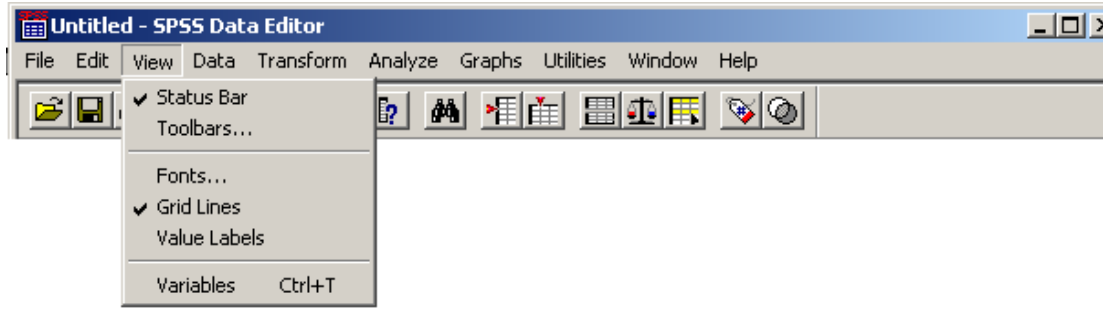 Untitled - SPSS Data Editor
File Edit View Data Transform Analyze Graphs Utilities Window Help
Status Bar
Toolbars...
Fonts...
Grid Lines
Value Labels
Variables Ctrl+T